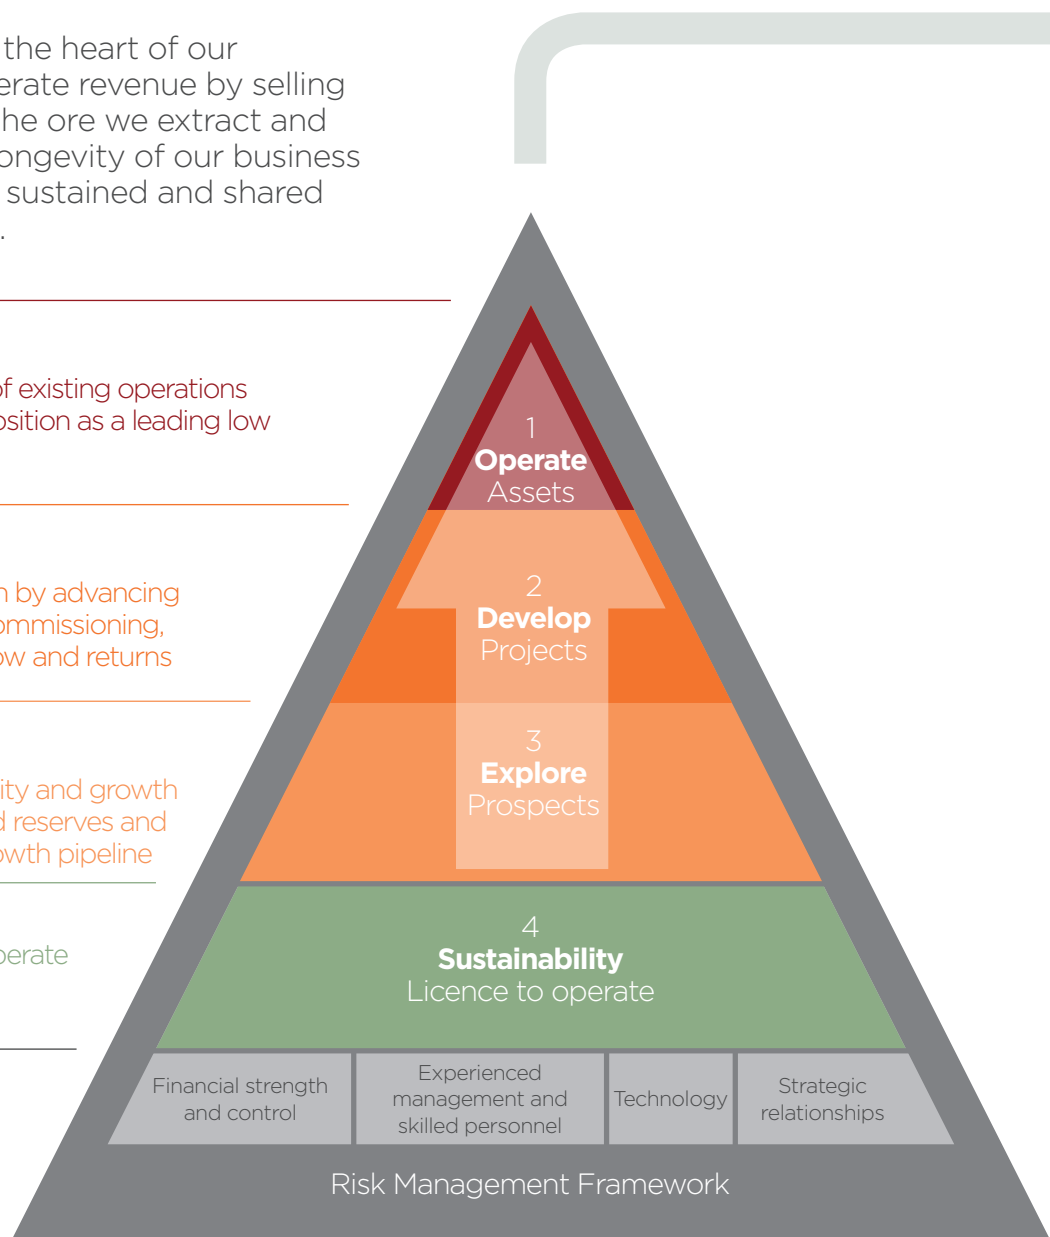 the heart of our
erate revenue by selling
he ore we extract and
ongevity of our business
sustained and shared
.
of existing operations
osition as a leading low
n by advancing
ommissioning,
ow and returns
ity and growth
d reserves and
owth pipeline
perate
1
Operate
Assets
2
Develop
Projects
3
Explore
Prospects
4
Sustainability
Licence to operate
Financial strength
and control
Experienced
management and
skilled personnel
Technology
Strategic
relationships
Risk Management Framework